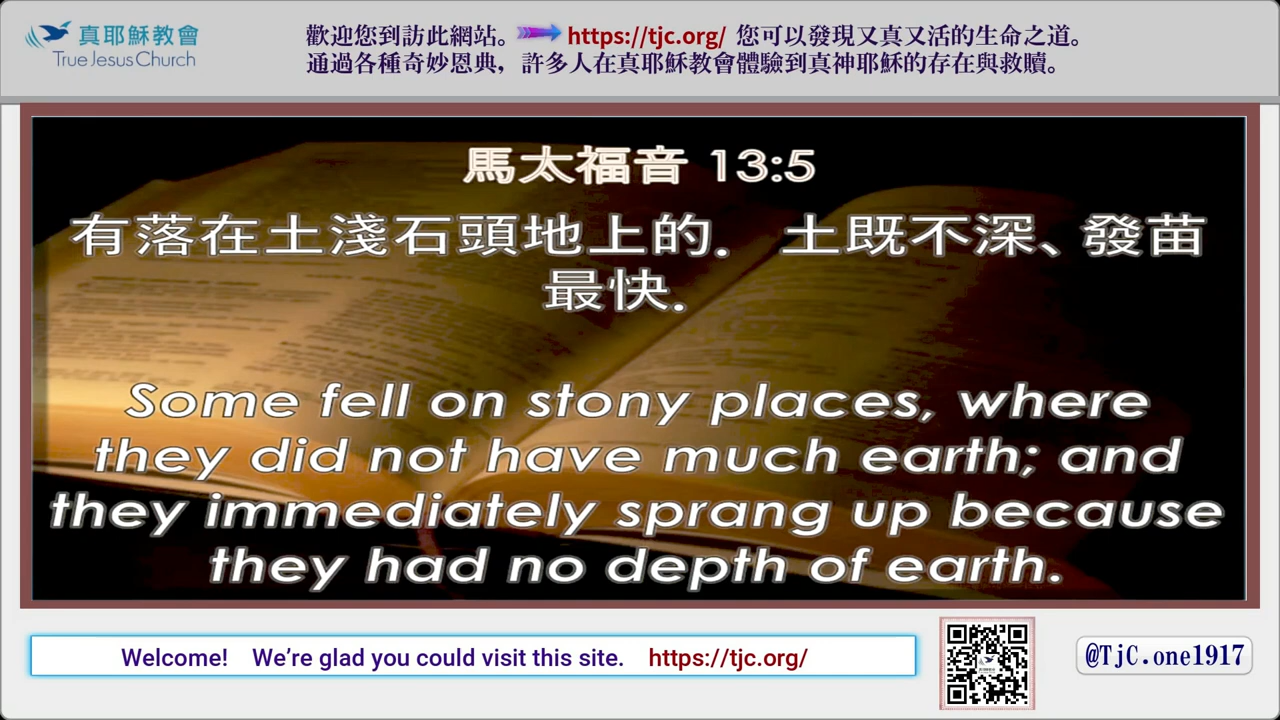 真耶穌教會
True Jesus Church
歡迎您到訪此網站。 https://tjc.org/ 您可以發現又真又活的生命之道。
通過各種奇妙恩典，許多人在真耶穌教會體驗到真神耶穌的存在與救贖。
馬太福音 13:5
有落在土淺石頭地上的． 土既不深、發苗
最快．
Some fell on stony places, where
they did not have much earth; and
they immediately sprang up because
they had no depth of earth.
Welcome! We’re glad you could visit this site. https://tjc.org/
@TjC.one1917